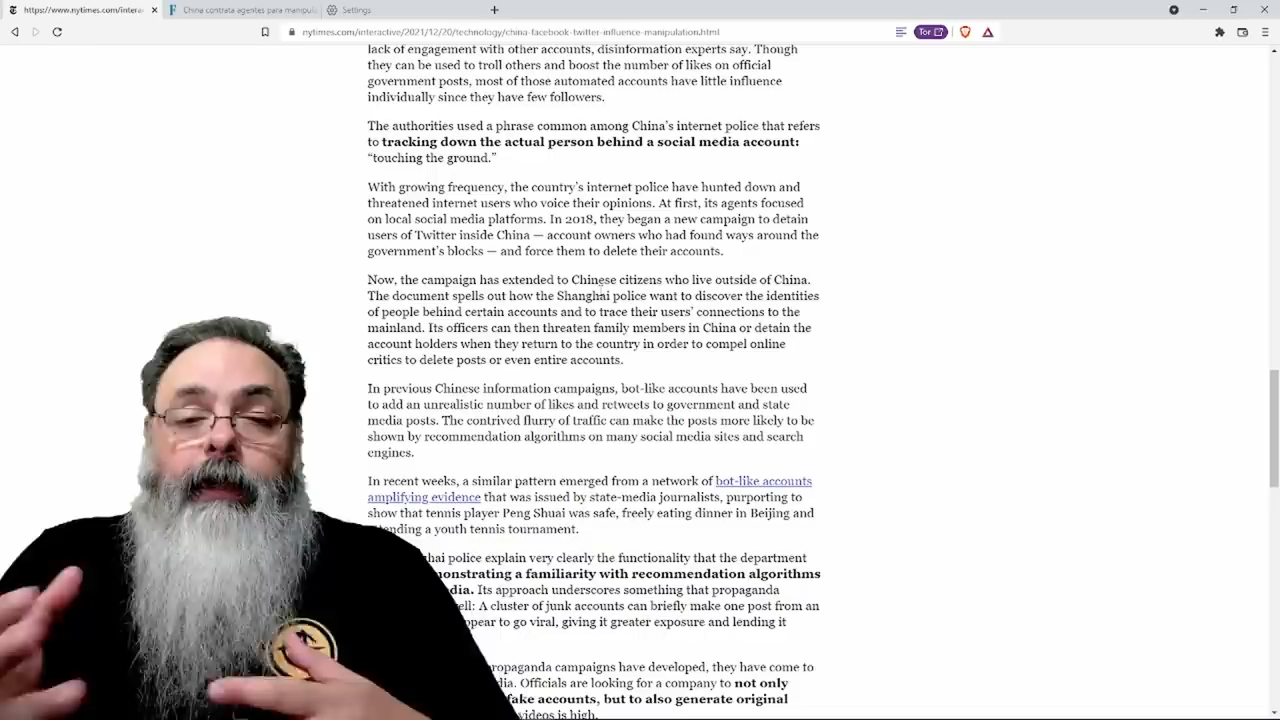 https://www.nytimes.com/intera
China contrata agentes para manipula
Settings
nytimes.com/interactive/2021/12/20/technology/china-facebook-twitter-influence-manipulation.html
Tor
lack of engagement with other accounts, disinformation experts say. Though
they can be used to troll others and boost the number of likes on official
government posts, most of those automated accounts have little influence
individually since they have few followers.
The authorities used a phrase common among China's internet police that refers
to tracking down the actual person behind a social media account:
“touching the ground.”
With growing frequency, the country's internet police have hunted down and
threatened internet users who voice their opinions. At first, its agents focused
on local social media platforms. In 2018, they began a new campaign to detain
users of Twitter inside China — account owners who had found ways around the
government's blocks — and force them to delete their accounts.
Now, the campaign has extended to Chinese citizens who live outside of China.
The document spells out how the Shanghai police want to discover the identities
of people behind certain accounts and to trace their users' connections to the
mainland. Its officers can then threaten family members in China or detain the
account holders when they return to the country in order to compel online
critics to delete posts or even entire accounts.
In previous Chinese information campaigns, bot-like accounts have been used
to add an unrealistic number of likes and retweets to government and state
media posts. The contrived flurry of traffic can make the posts more likely to be
shown by recommendation algorithms on many social media sites and search
engines.
In recent weeks, a similar pattern emerged from a network of bot-like accounts
amplifying evidence that was issued by state-media journalists, purporting to
show that tennis player Peng Shuai was safe, freely eating dinner in Beijing and
tending a youth tennis tournament.
hai police explain very clearly the functionality that the department
onstrating a familiarity with recommendation algorithms
dia. Its approach underscores something that propaganda
ell: A cluster of junk accounts can briefly make one post from an
ppear to go viral, giving it greater exposure and lending it
ropaganda campaigns have developed, they have come to
dia. Officials are looking for a company to not only
fake accounts, but to also generate original
videos is high.